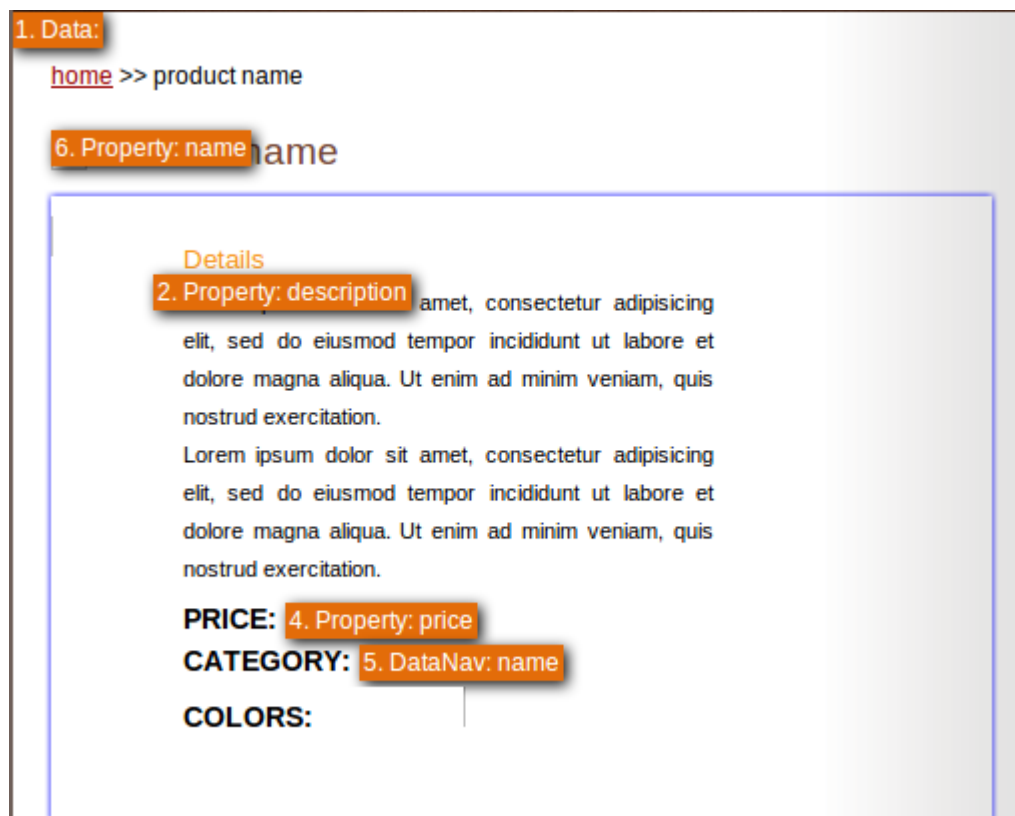 1. Data:
home >> product name
6. Property: name name
Details
2. Property: description amet, consectetur adipisicing
elit, sed do eiusmod tempor incididunt ut labore et
dolore magna aliqua. Ut enim ad minim veniam, quis
nostrud exercitation.
Lorem ipsum dolor sit amet, consectetur adipisicing
elit, sed do eiusmod tempor incididunt ut labore et
dolore magna aliqua. Ut enim ad minim veniam, quis
nostrud exercitation.
PRICE: 4. Property: price
CATEGORY: 5. DataNav: name
COLORS: